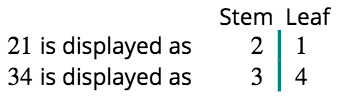 Stem Leaf
21 is displayed as 2 1
34 is displayed as 3 4